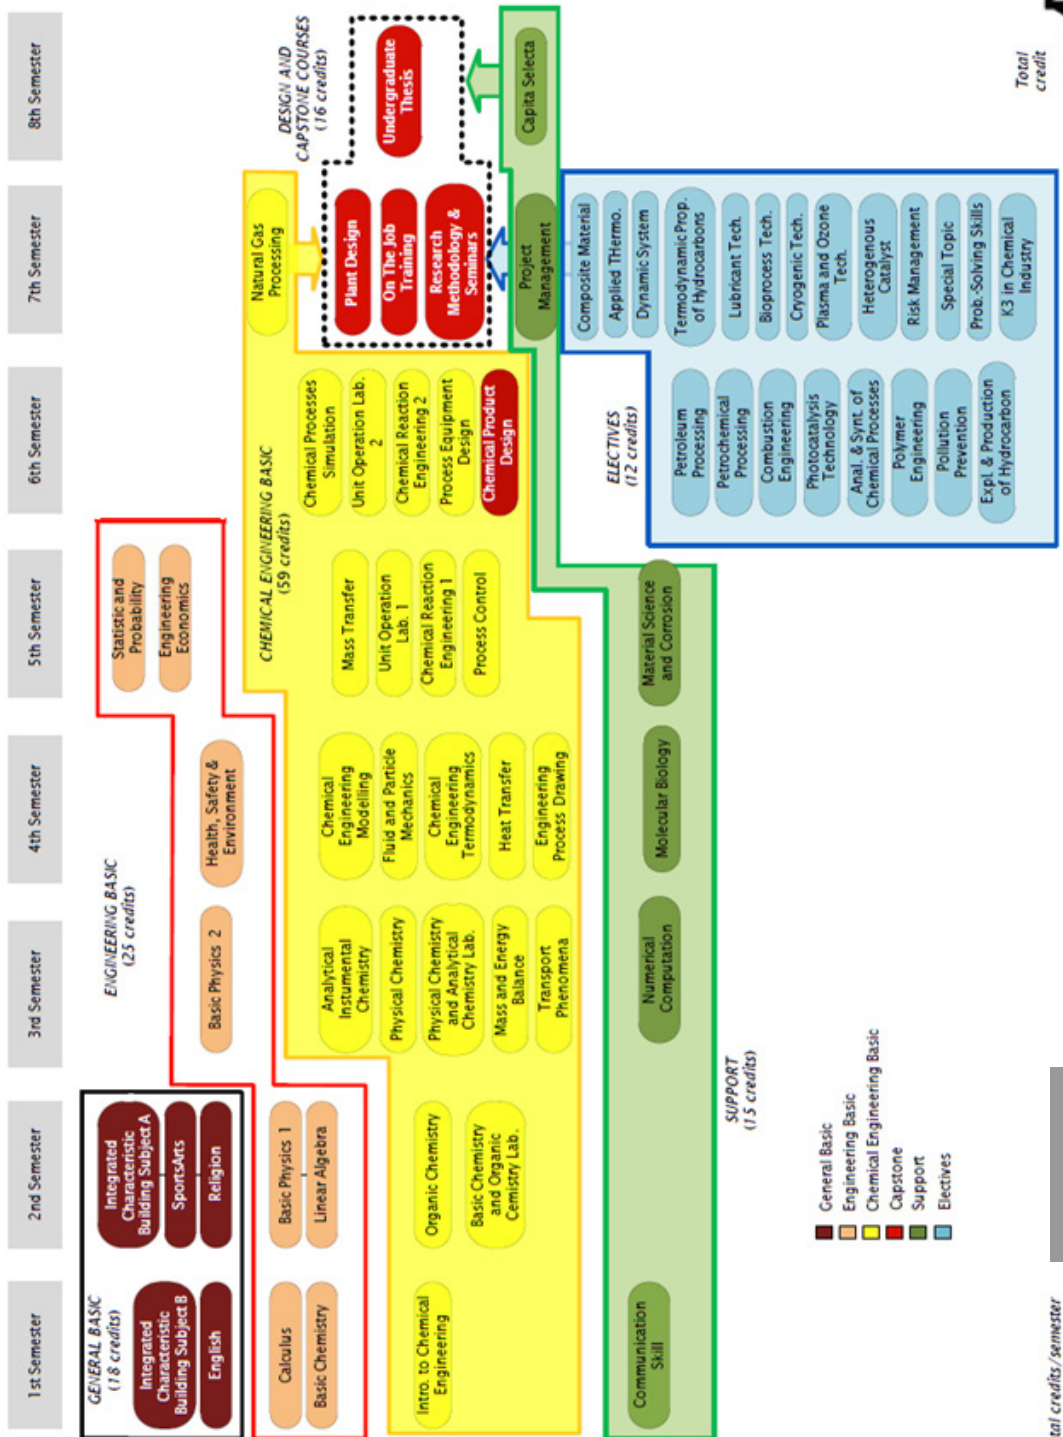 1st Semester
2nd Semester
3rd Semester
4th Semester
5th Semester
6th Semester
7th Semester
8th Semester
GENERAL BASIC
(18 credits)
Integrated
Characteristic
Building Subject B
English
Integrated
Characteristic
Building Subject A
SportsArts
Religion
ENGINEERING BASIC
(25 credits)
Calculus
Basic Chemistry
Basic Physics 1
Linear Algebra
Basic Physics 2
Health, Safety &
Environment
Statistic and
Probability
Engineering
Economics
CHEMICAL ENGINEERING BASIC
(59 credits)
Intro. to Chemical
Engineering
Organic Chemistry
Basic Chemistry
and Organic
Cemistry Lab.
Analytical
Instumental
Chemistry
Physical Chemistry
Physical Chemistry
and Analytical
Chemistry Lab.
Mass and Energy
Balance
Transport
Phenomena
Chemical
Engineering
Modelling
Fluid and Particle
Mechanics
Chemical
Engineering
Termodynamics
Heat Transfer
Engineering
Process Drawing
Mass Transfer
Unit Operation
Lab. 1
Chemical Reaction
Engineering 1
Process Control
Chemical Processes
Simulation
Unit Operation Lab.
2
Chemical Reaction
Engineering 2
Process Equipment
Design
Chemical Product
Design
Natural Gas
Processing
DESIGN AND
CAPSTONE COURSES
(16 credits)
Plant Design
On The Job
Training
Research
Methodology &
Seminars
Undergraduate
Thesis
Communication
Skill
Numerical
Computation
Molecular Biology
Material Science
and Corrosion
Project
Management
Capita Selecta
SUPPORT
(15 credits)
ELECTIVES
(12 credits)
Petroleum
Processing
Petrochemical
Processing
Combustion
Engineering
Photocatalysis
Technology
Anal. & Synt. of
Chemical Processes
Polymer
Engineering
Pollution
Prevention
Expl. & Production
of Hydrocarbon
Composite Material
Applied THermo.
Dynamic System
Termodynamic Prop.
of Hydrocarbons
Lubricant Tech.
Bioprocess Tech.
Cryogenic Tech.
Plasma and Ozone
Tech.
Heterogenous
Catalyst
Risk Management
Special Topic
Prob.-Solving Skills
K3 in Chemical
Industry
General Basic
Engineering Basic
Chemical Engineering Basic
Capstone
Support
Electives
Total
credit
tal credits/semester